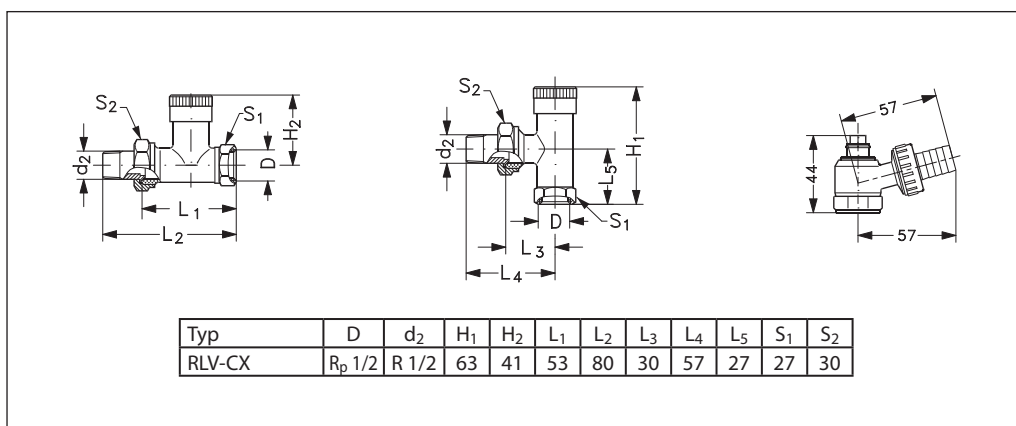 S₂
S₁
H₂
d₂
D
L₁
L₂
S₂
d₂
H₁
L₅
D
S₁
L₃
L₄
57
44
57
Typ D d₂ H₁ H₂ L₁ L₂ L₃ L₄ L₅ S₁ S₂
RLV-CX Rₚ 1/2 R 1/2 63 41 53 80 30 57 27 27 30